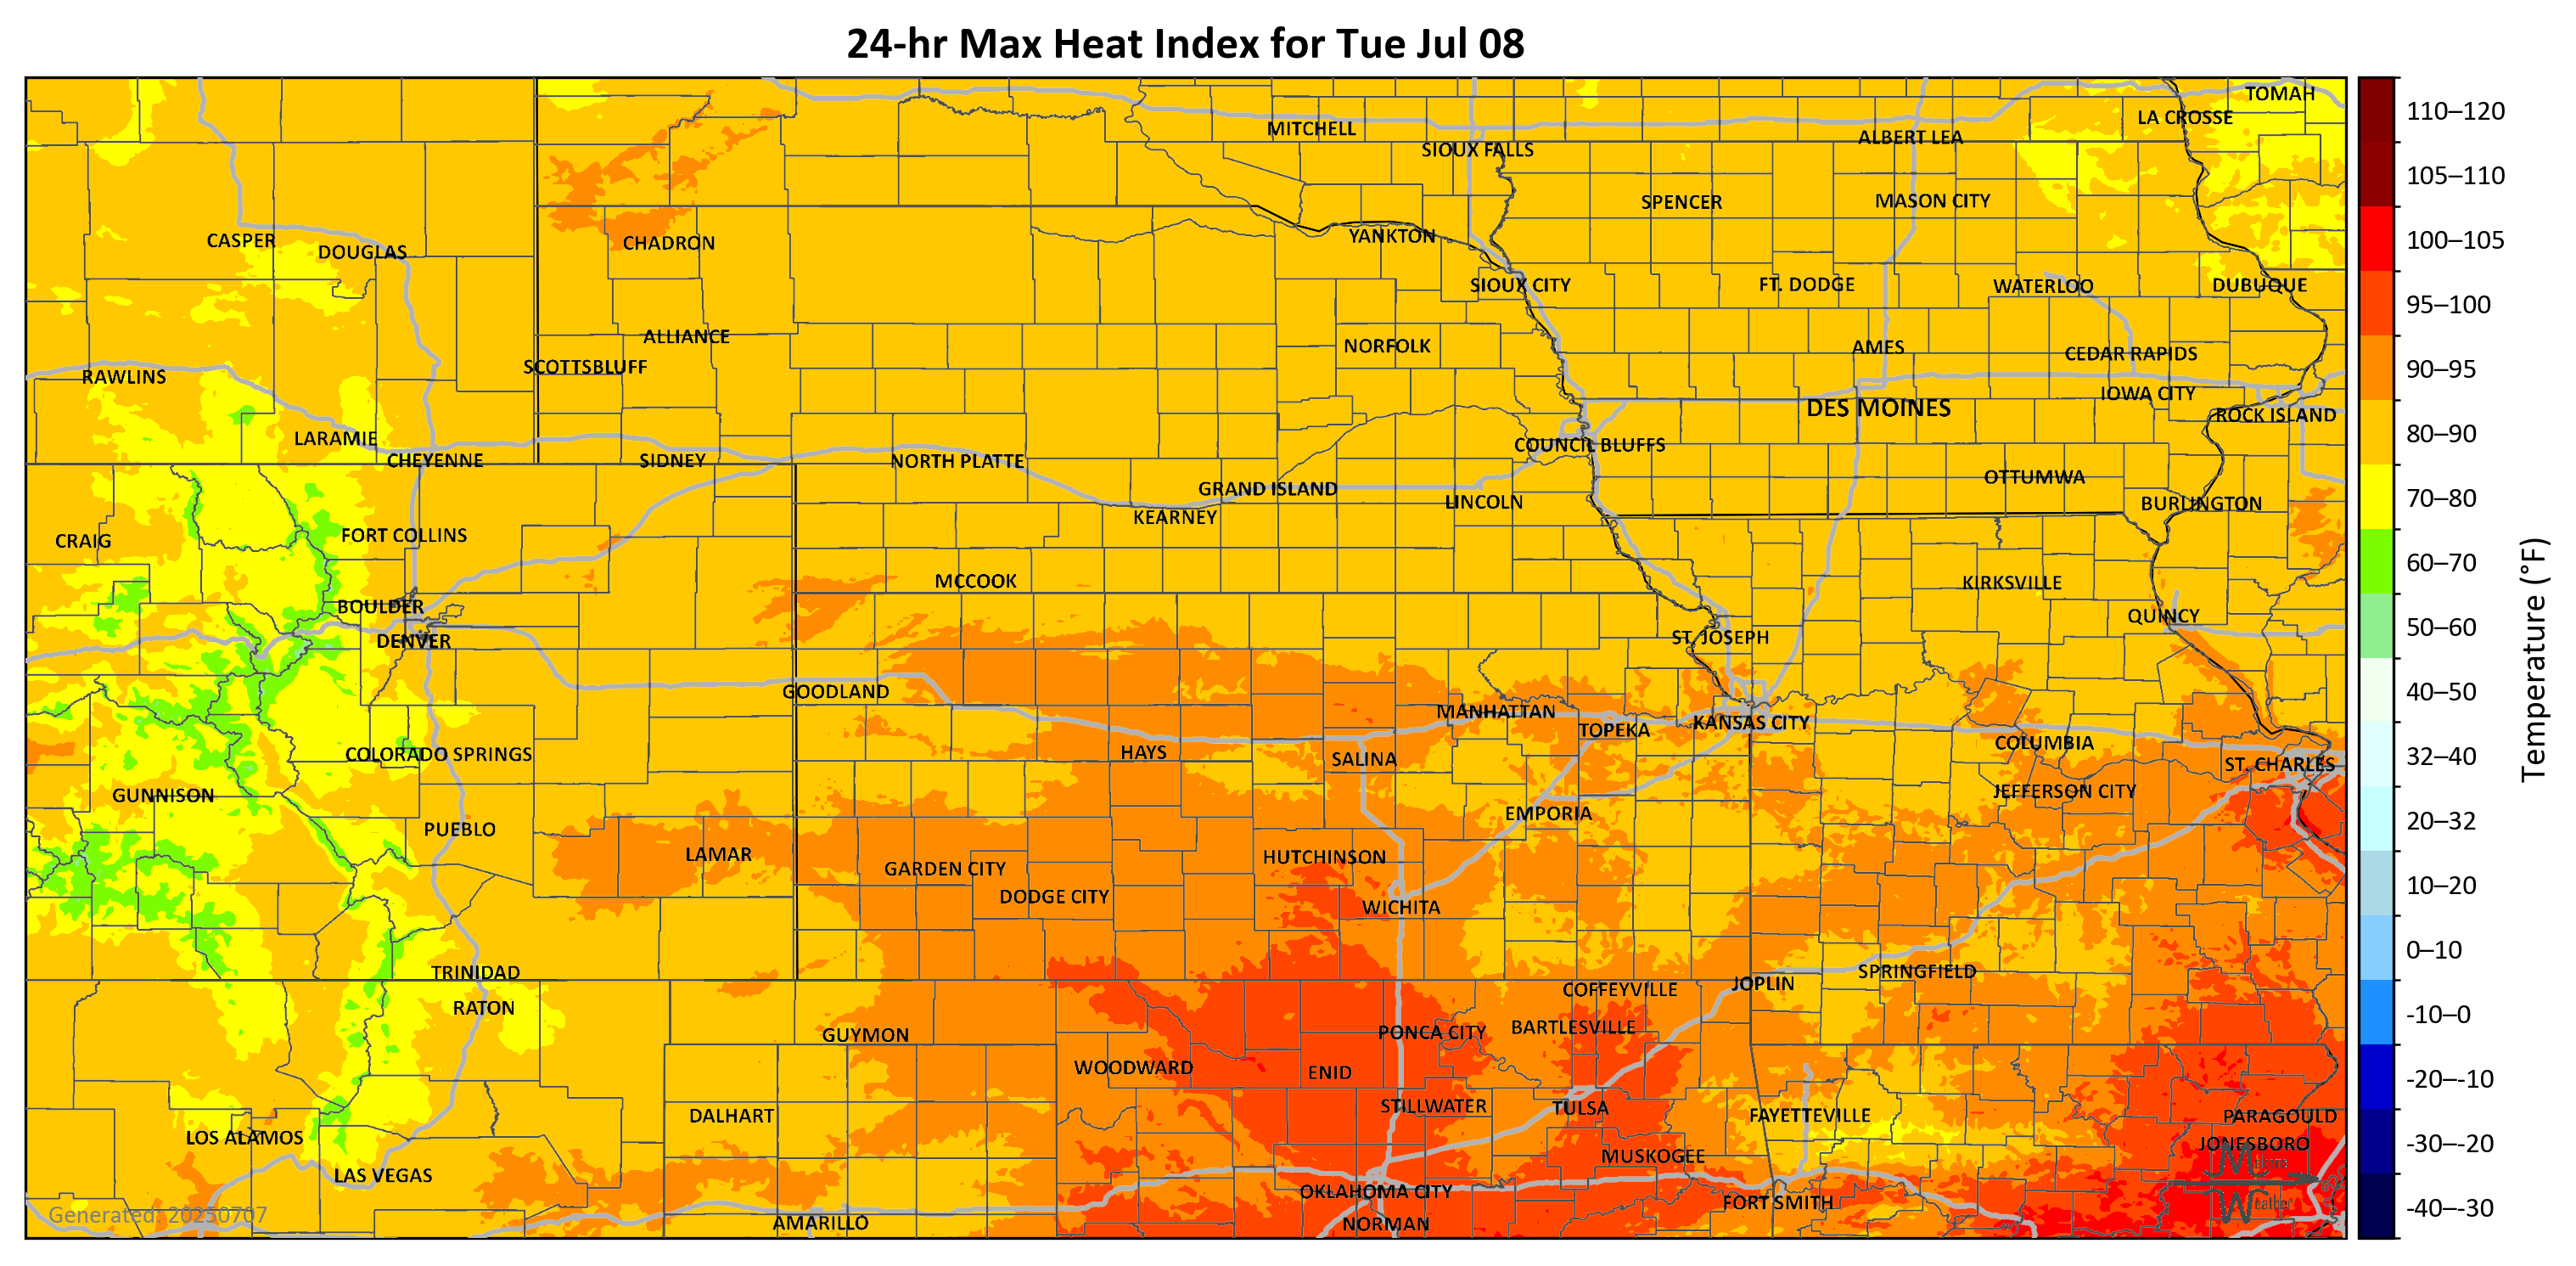 24-hr Max Heat Index for Tue Jul 08
TOMAH
LA CROSSE
MITCHELL
ALBERT LEA
SIOUX FALLS
SPENCER
MASON CITY
CASPER
DOUGLAS
CHADRON
YANKTON
SIOUX CITY
FT. DODGE
WATERLOO
DUBUQUE
ALLIANCE
NORFOLK
AMES
CEDAR RAPIDS
SCOTTSBLUFF
RAWLINS
IOWA CITY
DES MOINES
ROCK ISLAND
LARAMIE
COUNCIL BLUFFS
CHEYENNE
SIDNEY
NORTH PLATTE
OTTUMWA
GRAND ISLAND
LINCOLN
BURLINGTON
KEARNEY
FORT COLLINS
CRAIG
MCCOOK
KIRKSVILLE
BOULDER
QUINCY
DENVER
ST. JOSEPH
GOODLAND
MANHATTAN
TOPEKA
KANSAS CITY
COLUMBIA
COLORADO SPRINGS
HAYS
SALINA
ST. CHARLES
GUNNISON
JEFFERSON CITY
EMPORIA
PUEBLO
LAMAR
HUTCHINSON
GARDEN CITY
DODGE CITY
WICHITA
TRINIDAD
SPRINGFIELD
JOPLIN
COFFEYVILLE
RATON
GUYMON
PONCA CITY
BARTLESVILLE
WOODWARD
ENID
STILLWATER
TULSA
DALHART
FAYETTEVILLE
PARAGOULD
LOS ALAMOS
JONESBORO
MUSKOGEE
LAS VEGAS
OKLAHOMA CITY
FORT SMITH
AMARILLO
NORMAN
Generated: 20250707
Weather
110–120
105–110
100–105
95–100
90–95
80–90
70–80
60–70
50–60
40–50
32–40
20–32
10–20
0–10
-10–0
-20–-10
-30–-20
-40–-30
Temperature (°F)